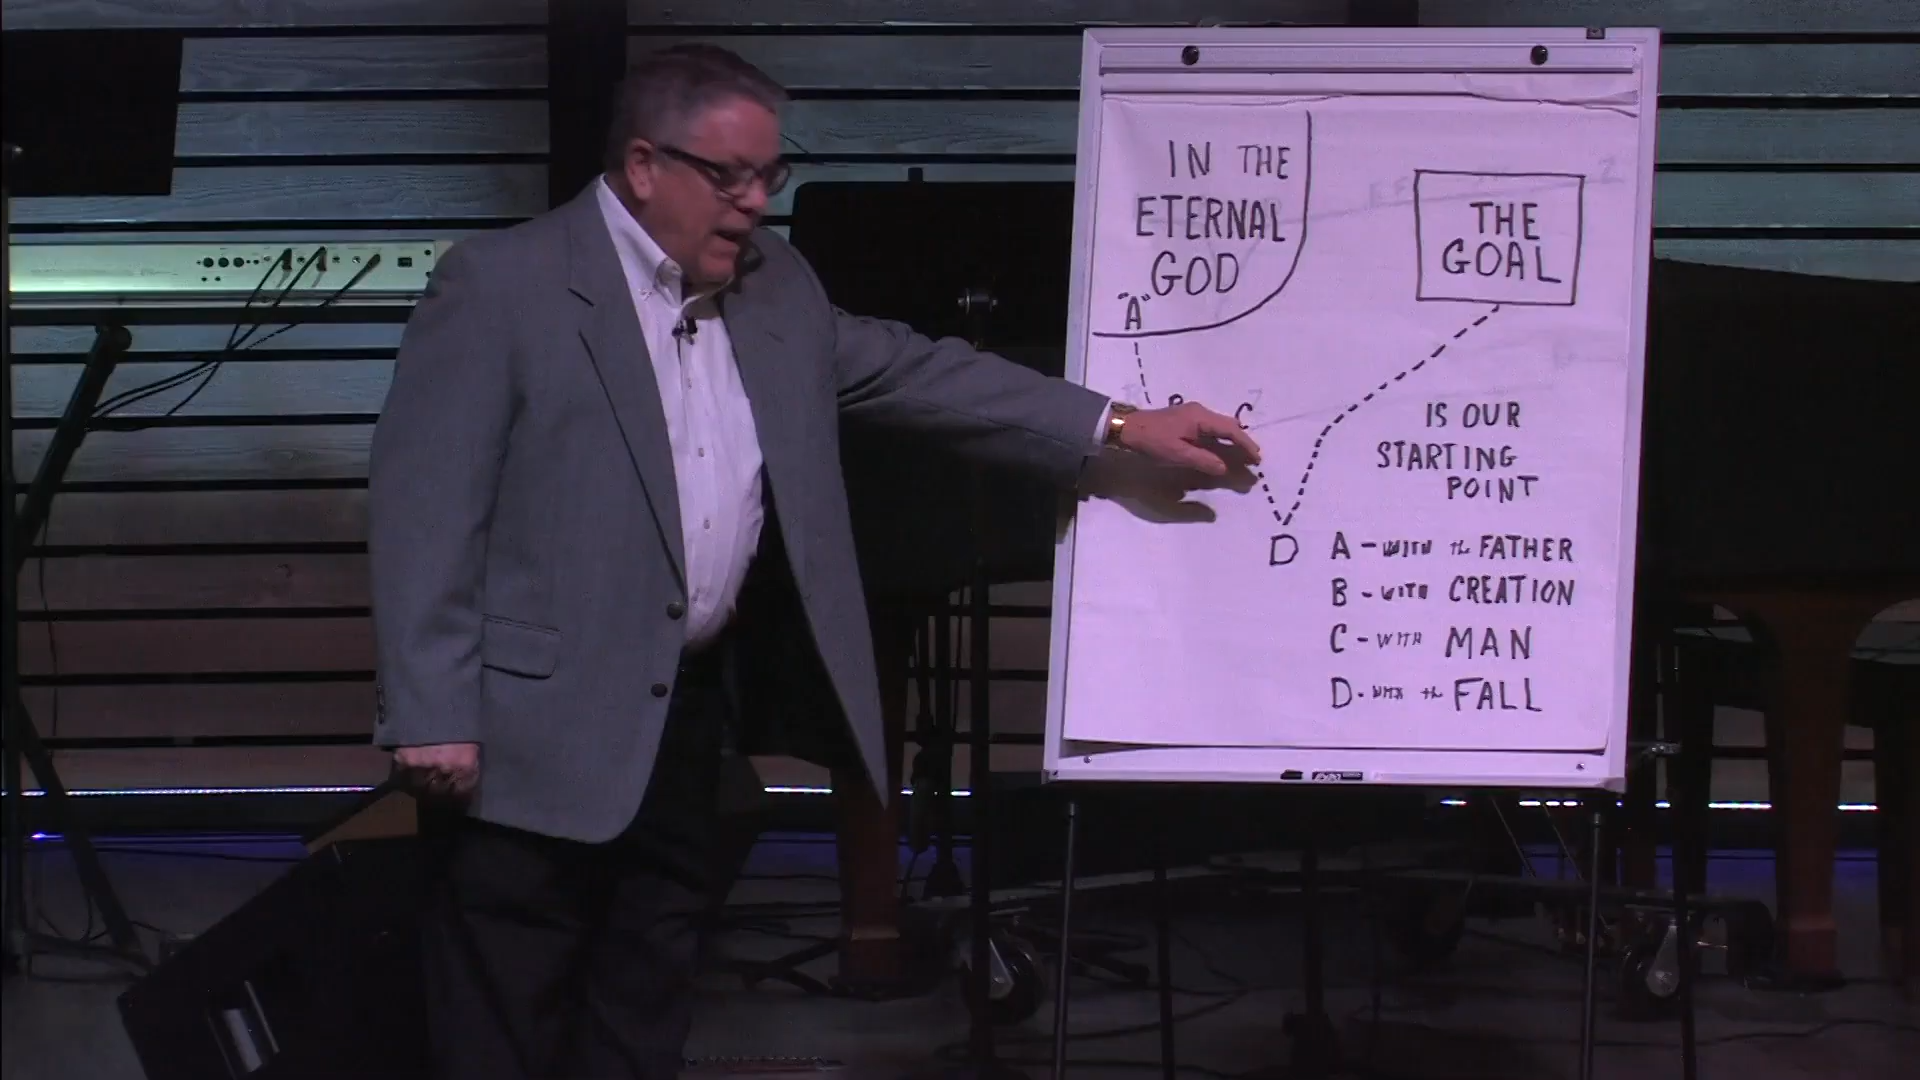 IN THE
ETERNAL
GOD
"A"
THE
GOAL
C
IS OUR
STARTING
POINT
D
A - WITH the FATHER
B - WITH CREATION
C - WITH MAN
D - WITH the FALL